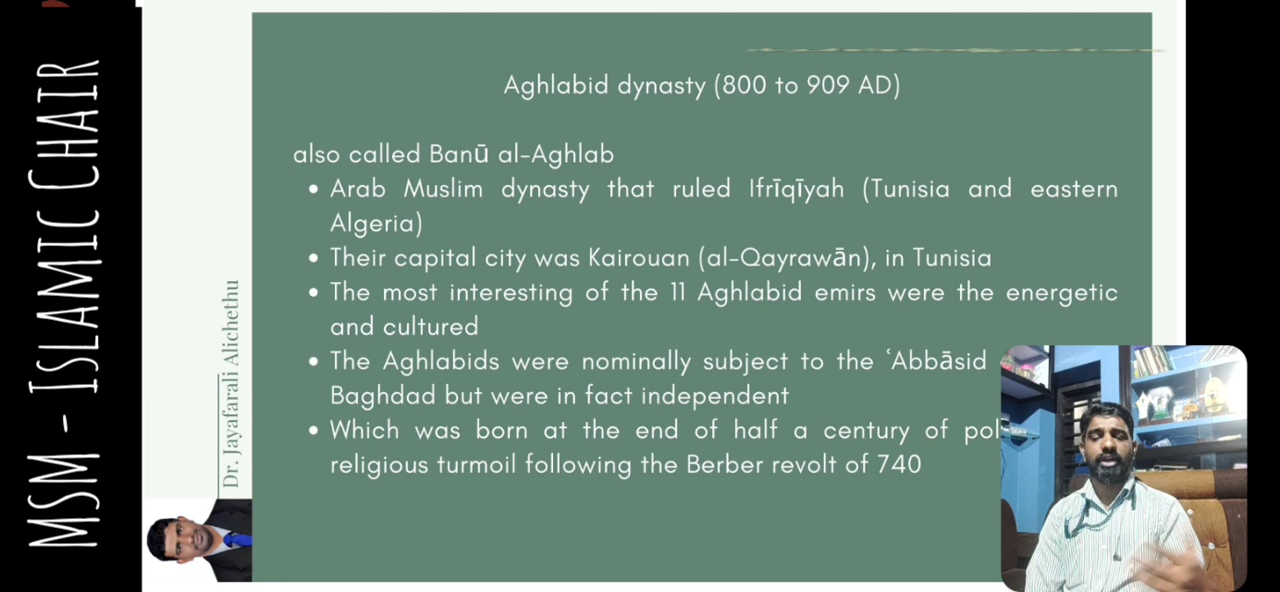 MSM - ISLAMIC CHAIR
Dr. Jayafarali Alichethu
Aghlabid dynasty (800 to 909 AD)
also called Banū al-Aghlab
• Arab Muslim dynasty that ruled Ifrīqīyah (Tunisia and eastern
Algeria)
• Their capital city was Kairouan (al-Qayrawān), in Tunisia
• The most interesting of the 11 Aghlabid emirs were the energetic
and cultured
• The Aghlabids were nominally subject to the ʿAbbāsid
Baghdad but were in fact independent
• Which was born at the end of half a century of
religious turmoil following the Berber revolt of 740